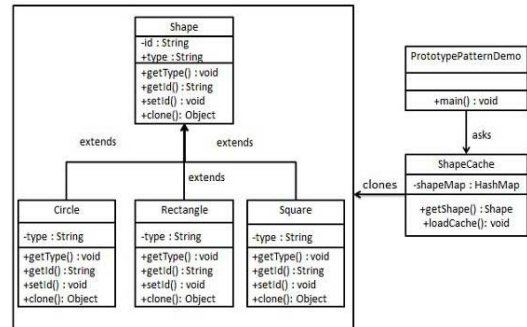 Shape
-id : String
+type : String
+getType() : void
+getId() : String
+setId() : void
+clone(): Object
extends
extends
extends
Circle
-type : String
+getType() : void
+getId() : String
+setId() : void
+clone(): Object
Rectangle
-type : String
+getType() : void
+getId() : String
+setId() : void
+clone(): Object
Square
-type : String
+getType() : void
+getId() : String
+setId() : void
+clone(): Object
PrototypePatternDemo
+main() : void
asks
ShapeCache
-shapeMap : HashMap
+getShape() : Shape
+loadCache(): void
clones